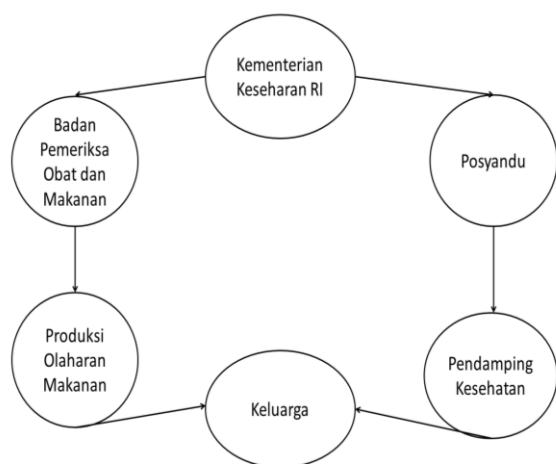 Kementerian
Keseharan RI
Badan
Pemeriksa
Obat dan
Makanan
Posyandu
Produksi
Olaharan
Makanan
Pendamping
Kesehatan
Keluarga